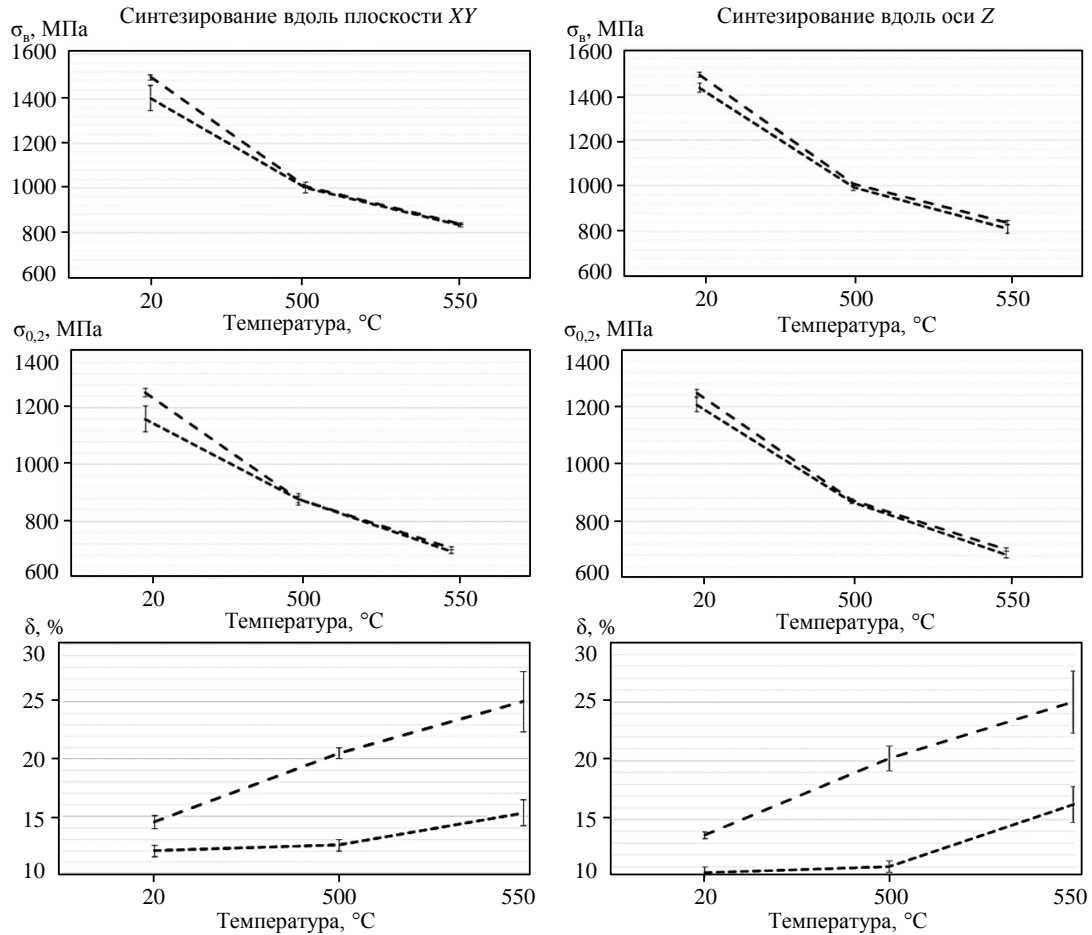 Синтезирование вдоль плоскости XY
σв, МПа
1600
1400
1200
1000
800
600
20 500 550
Температура, °C
Синтезирование вдоль оси Z
σв, МПа
1600
1400
1200
1000
800
600
20 500 550
Температура, °C
σ0,2, МПа
1400
1200
1000
800
600
20 500 550
Температура, °C
σ0,2, МПа
1400
1200
1000
800
600
20 500 550
Температура, °C
δ, %
30
25
20
15
10
20 500 550
Температура, °C
δ, %
30
25
20
15
10
20 500 550
Температура, °C